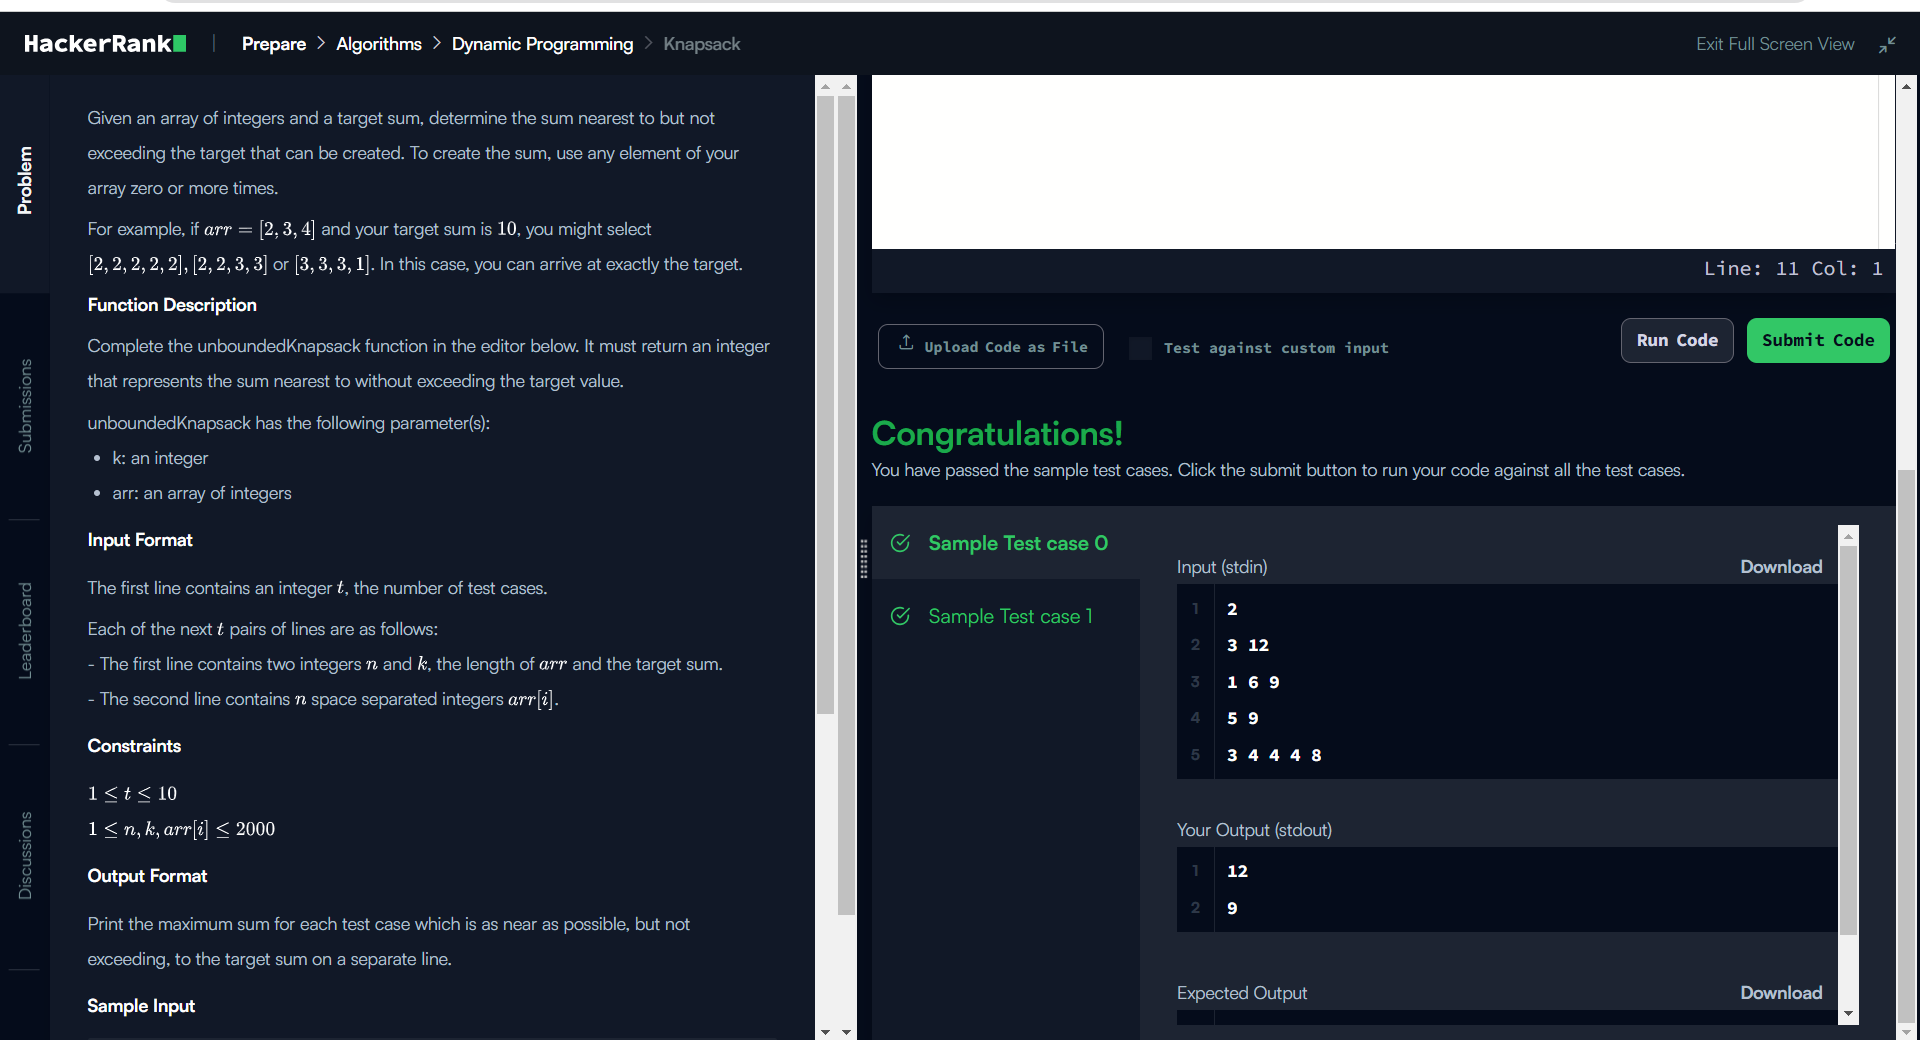 HackerRank
Prepare > Algorithms > Dynamic Programming > Knapsack
Exit Full Screen View
Problem
Submissions
Leaderboard
Discussions
Given an array of integers and a target sum, determine the sum nearest to but not
exceeding the target that can be created. To create the sum, use any element of your
array zero or more times.
For example, if arr = [2, 3, 4] and your target sum is 10, you might select
[2, 2, 2, 2, 2], [2, 2, 3, 3] or [3, 3, 3, 1]. In this case, you can arrive at exactly the target.
Function Description
Complete the unboundedKnapsack function in the editor below. It must return an integer
that represents the sum nearest to without exceeding the target value.
unboundedKnapsack has the following parameter(s):
• k: an integer
• arr: an array of integers
Input Format
The first line contains an integer t, the number of test cases.
Each of the next t pairs of lines are as follows:
- The first line contains two integers n and k, the length of arr and the target sum.
- The second line contains n space separated integers arr[i].
Constraints
1 ≤ t ≤ 10
1 ≤ n, k, arr[i] ≤ 2000
Output Format
Print the maximum sum for each test case which is as near as possible, but not
exceeding, to the target sum on a separate line.
Sample Input
Line: 11 Col: 1
Upload Code as File
Test against custom input
Run Code
Submit Code
Congratulations!
You have passed the sample test cases. Click the submit button to run your code against all the test cases.
Sample Test case 0
Sample Test case 1
Input (stdin)
Download
1 2
2 3 12
3 1 6 9
4 5 9
5 3 4 4 4 8
Your Output (stdout)
1 12
2 9
Expected Output
Download